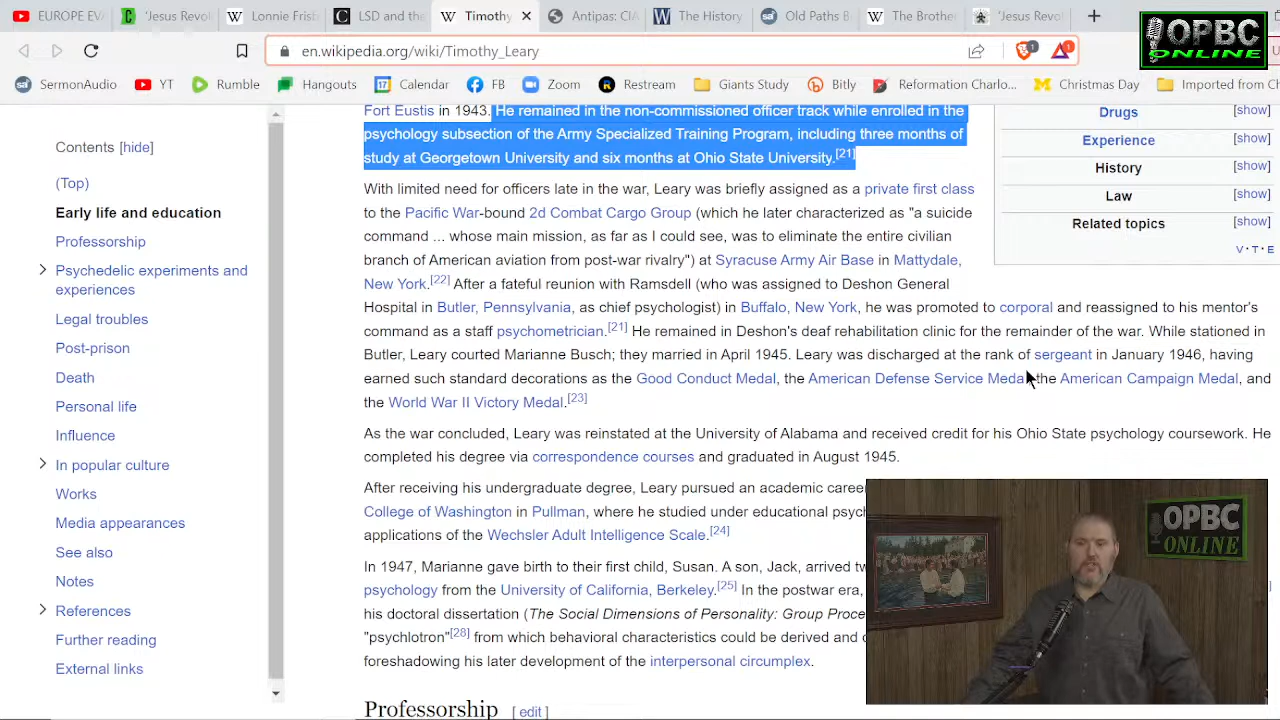 EUROPE EV
'Jesus Revol
Lonnie Frist
LSD and the
Timothy
Antipas: CIA
The History
Old Paths B
The Brother
'Jesus Revol
OPBC
ONLINE
en.wikipedia.org/wiki/Timothy_Leary
1
1
SermonAudio
YT
Rumble
Hangouts
17 Calendar
FB
Zoom
Restream
Giants Study
Bitly
Reformation Charlo...
Christmas Day
Imported from C
Contents [hide]
(Top)
Early life and education
Professorship
Psychedelic experiments and
experiences
Legal troubles
Post-prison
Death
Personal life
Influence
In popular culture
Works
Media appearances
See also
Notes
References
Further reading
External links
Fort Eustis in 1943. He remained in the non-commissioned officer track while enrolled in the
psychology subsection of the Army Specialized Training Program, including three months of
study at Georgetown University and six months at Ohio State University.[21]
With limited need for officers late in the war, Leary was briefly assigned as a private first class
to the Pacific War-bound 2d Combat Cargo Group (which he later characterized as "a suicide
command ... whose main mission, as far as I could see, was to eliminate the entire civilian
branch of American aviation from post-war rivalry") at Syracuse Army Air Base in Mattydale,
New York.[22] After a fateful reunion with Ramsdell (who was assigned to Deshon General
Hospital in Butler, Pennsylvania, as chief psychologist) in Buffalo, New York, he was promoted to corporal and reassigned to his mentor's
command as a staff psychometrician.[21] He remained in Deshon's deaf rehabilitation clinic for the remainder of the war. While stationed in
Butler, Leary courted Marianne Busch; they married in April 1945. Leary was discharged at the rank of sergeant in January 1946, having
earned such standard decorations as the Good Conduct Medal, the American Defense Service Medal the American Campaign Medal, and
the World War II Victory Medal.[23]
As the war concluded, Leary was reinstated at the University of Alabama and received credit for his Ohio State psychology coursework. He
completed his degree via correspondence courses and graduated in August 1945.
After receiving his undergraduate degree, Leary pursued an academic caree
College of Washington in Pullman, where he studied under educational psych
applications of the Wechsler Adult Intelligence Scale.[24]
In 1947, Marianne gave birth to their first child, Susan. A son, Jack, arrived tw
psychology from the University of California, Berkeley.[25] In the postwar era,
his doctoral dissertation (The Social Dimensions of Personality: Group Proce
"psychlotron"[28] from which behavioral characteristics could be derived and
foreshadowing his later development of the interpersonal circumplex.
Professorship [ edit ]
Drugs [show]
Experience [show]
History [show]
Law [show]
Related topics [show]
V·T·E
OPBC
ONLINE